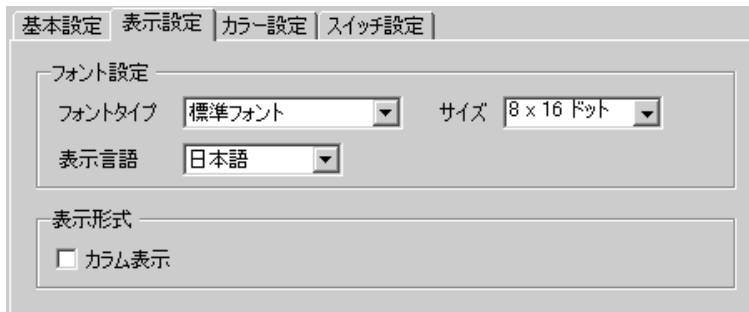 基本設定 表示設定 カラー設定 スイッチ設定
フォント設定
フォントタイプ 標準フォント サイズ 8 x 16 ドット
表示言語 日本語
表示形式
カラム表示